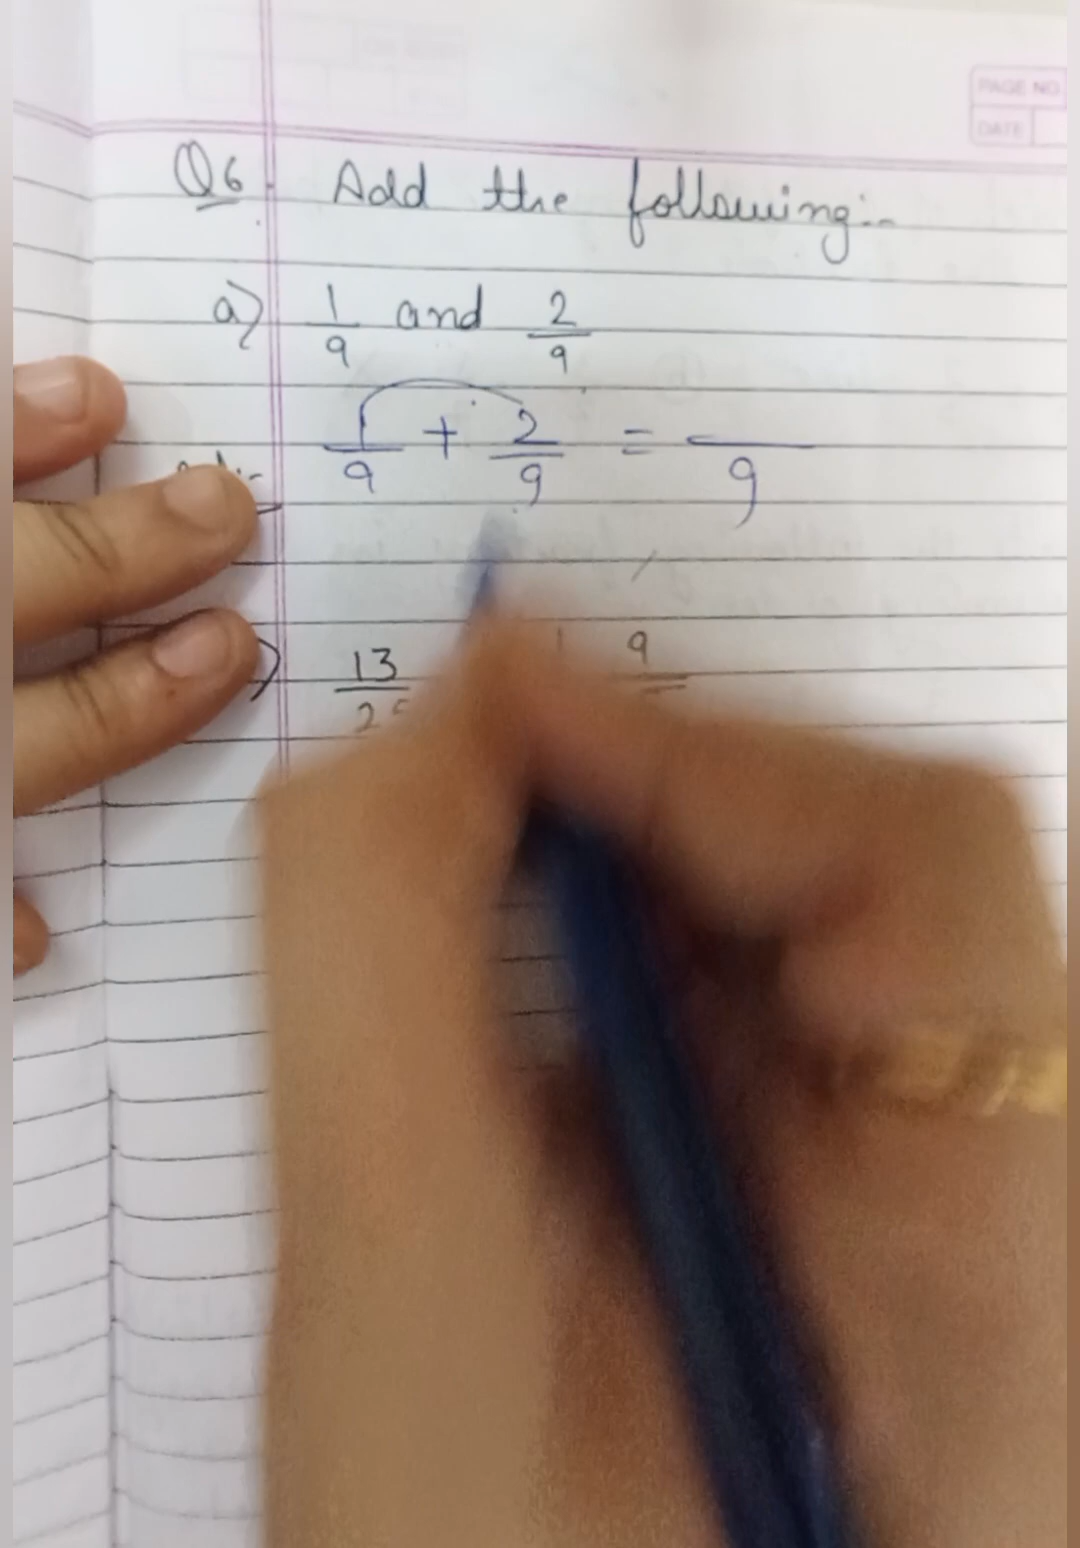 PAGE NO.
DATE
Q6. Add the following:-
a) 1/9 and 2/9
1/9 + 2/9 = /9
) 13/ 9